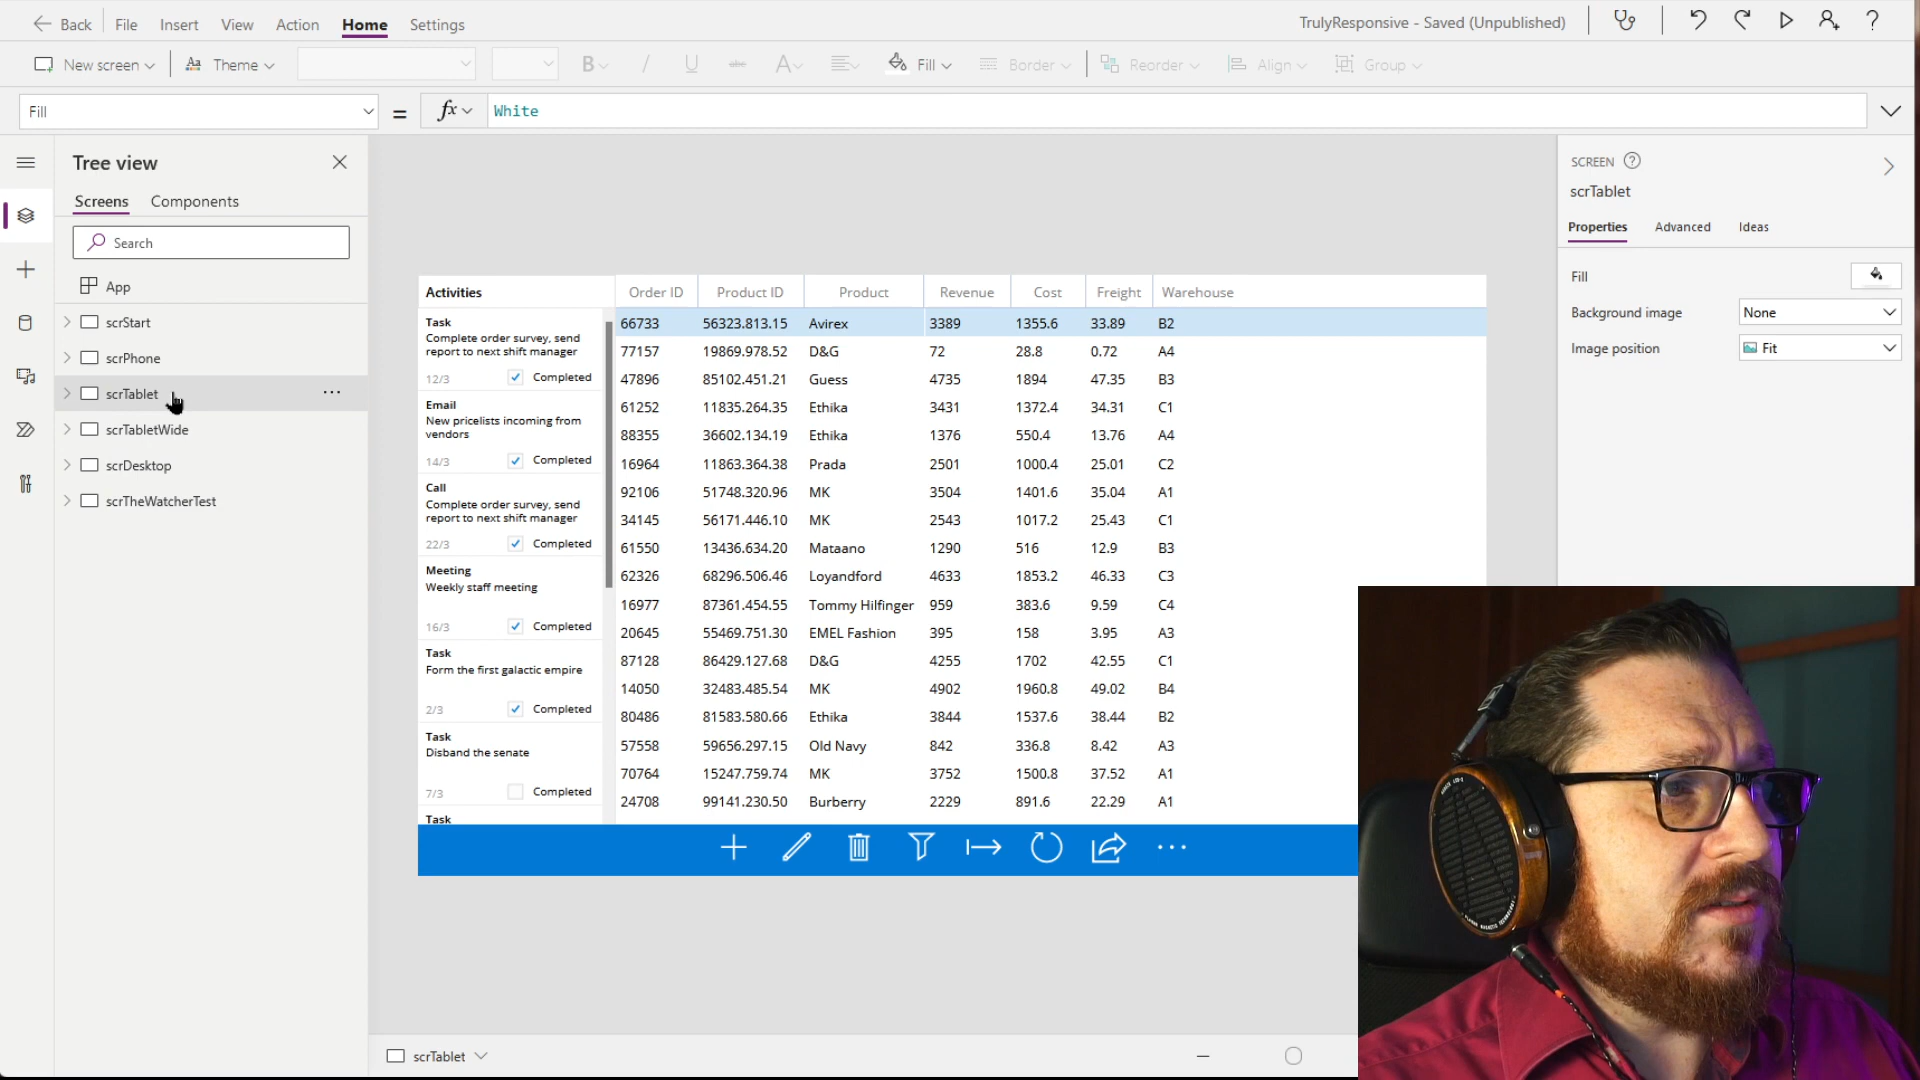 Back File Insert View Action Home Settings TrulyResponsive - Saved (Unpublished)
New screen Theme B / U abc A Fill Border Reorder Align Group
Fill = fx White
Tree view
Screens Components
Search
App
scrStart
scrPhone
scrTablet ...
scrTabletWide
scrDesktop
scrTheWatcherTest
Activities
Task
Complete order survey, send
report to next shift manager
12/3 Completed
Email
New pricelists incoming from
vendors
14/3 Completed
Call
Complete order survey, send
report to next shift manager
22/3 Completed
Meeting
Weekly staff meeting
16/3 Completed
Task
Form the first galactic empire
2/3 Completed
Task
Disband the senate
7/3 Completed
Task
Order ID Product ID Product Revenue Cost Freight Warehouse
66733 56323.813.15 Avirex 3389 1355.6 33.89 B2
77157 19869.978.52 D&G 72 28.8 0.72 A4
47896 85102.451.21 Guess 4735 1894 47.35 B3
61252 11835.264.35 Ethika 3431 1372.4 34.31 C1
88355 36602.134.19 Ethika 1376 550.4 13.76 A4
16964 11863.364.38 Prada 2501 1000.4 25.01 C2
92106 51748.320.96 MK 3504 1401.6 35.04 A1
34145 56171.446.10 MK 2543 1017.2 25.43 C1
61550 13436.634.20 Mataano 1290 516 12.9 B3
62326 68296.506.46 Loyandford 4633 1853.2 46.33 C3
16977 87361.454.55 Tommy Hilfinger 959 383.6 9.59 C4
20645 55469.751.30 EMEL Fashion 395 158 3.95 A3
87128 86429.127.68 D&G 4255 1702 42.55 C1
14050 32483.485.54 MK 4902 1960.8 49.02 B4
80486 81583.580.66 Ethika 3844 1537.6 38.44 B2
57558 59656.297.15 Old Navy 842 336.8 8.42 A3
70764 15247.759.74 MK 3752 1500.8 37.52 A1
24708 99141.230.50 Burberry 2229 891.6 22.29 A1
SCREEN
scrTablet
Properties Advanced Ideas
Fill
Background image None
Image position Fit
scrTablet